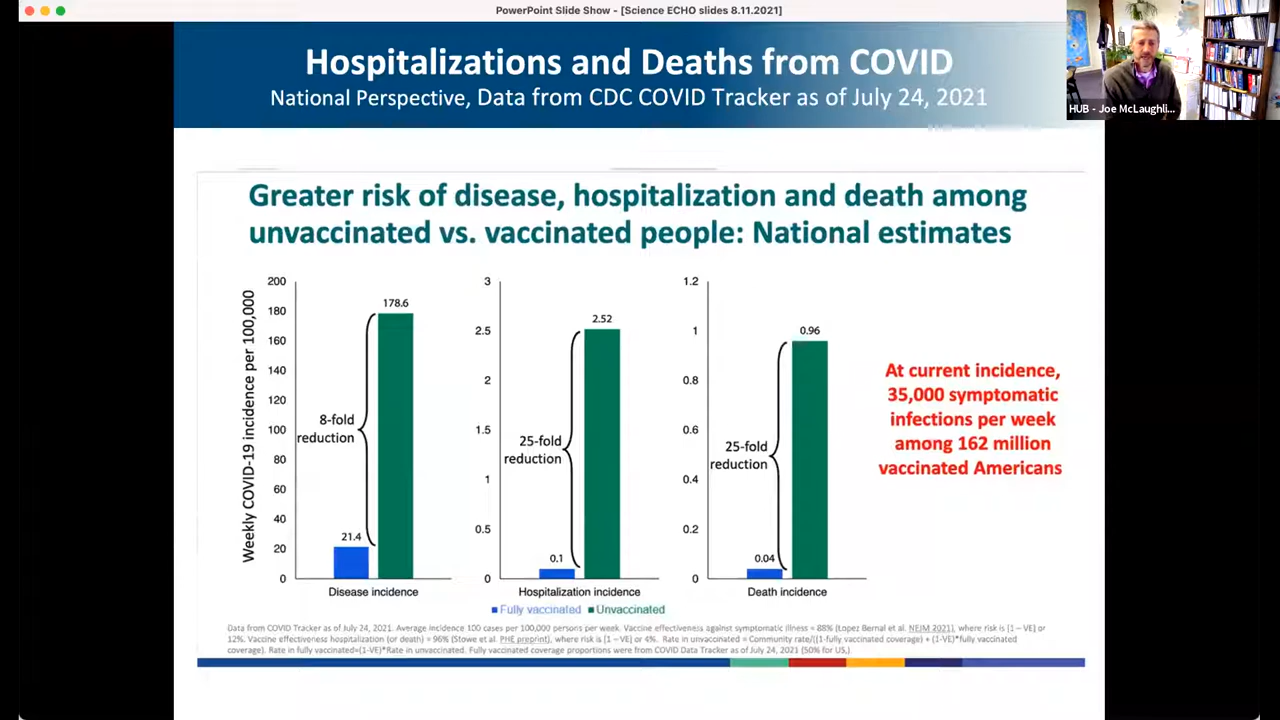 PowerPoint Slide Show - [Science ECHO slides 8.11.2021]
Hospitalizations and Deaths from COVID
National Perspective, Data from CDC COVID Tracker as of July 24, 2021
HUB - Joe McLaughli...
Greater risk of disease, hospitalization and death among
unvaccinated vs. vaccinated people: National estimates
Weekly COVID-19 incidence per 100,000
200
180
160
140
120
100
80
60
40
20
0
8-fold
reduction
21.4
178.6
Disease incidence
3
2.5
2
1.5
1
0.5
0
25-fold
reduction
0.1
2.52
Hospitalization incidence
1.2
1
0.8
0.6
0.4
0.2
0
25-fold
reduction
0.04
0.96
Death incidence
Fully vaccinated Unvaccinated
At current incidence,
35,000 symptomatic
infections per week
among 162 million
vaccinated Americans
Data from COVID Tracker as of July 24, 2021. Average incidence 100 cases per 100,000 persons per week. Vaccine effectiveness against symptomatic illness = 88% (Lopez Bernal et al. NEJM 2021), where risk is [1 – VE] or
12%. Vaccine effectiveness hospitalization (or death) = 96% (Stowe et al. PHE preprint), where risk is [1 – VE] or 4%. Rate in unvaccinated = Community rate/((1-fully vaccinated coverage) + (1-VE)*fully vaccinated
coverage). Rate in fully vaccinated=(1-VE)*Rate in unvaccinated. Fully vaccinated coverage proportions were from COVID Data Tracker as of July 24, 2021 (50% for US,)